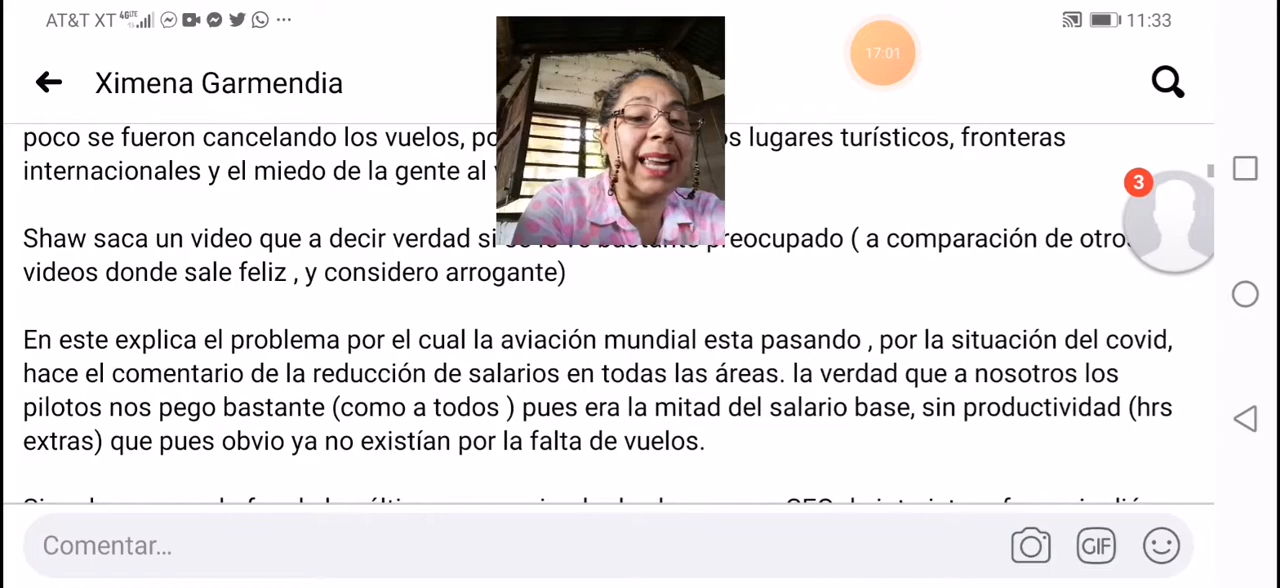 AT&T XT 4GLTE ... 11:33
17:01
Ximena Garmendia
poco se fueron cancelando los vuelos, s lugares turísticos, fronteras
internacionales y el miedo de la gente al
3
Shaw saca un video que a decir verdad si preocupado ( a comparación de otro
videos donde sale feliz , y considero arrogante)
En este explica el problema por el cual la aviación mundial esta pasando , por la situación del covid,
hace el comentario de la reducción de salarios en todas las áreas. la verdad que a nosotros los
pilotos nos pego bastante (como a todos ) pues era la mitad del salario base, sin productividad (hrs
extras) que pues obvio ya no existían por la falta de vuelos.
Comentar...
GIF